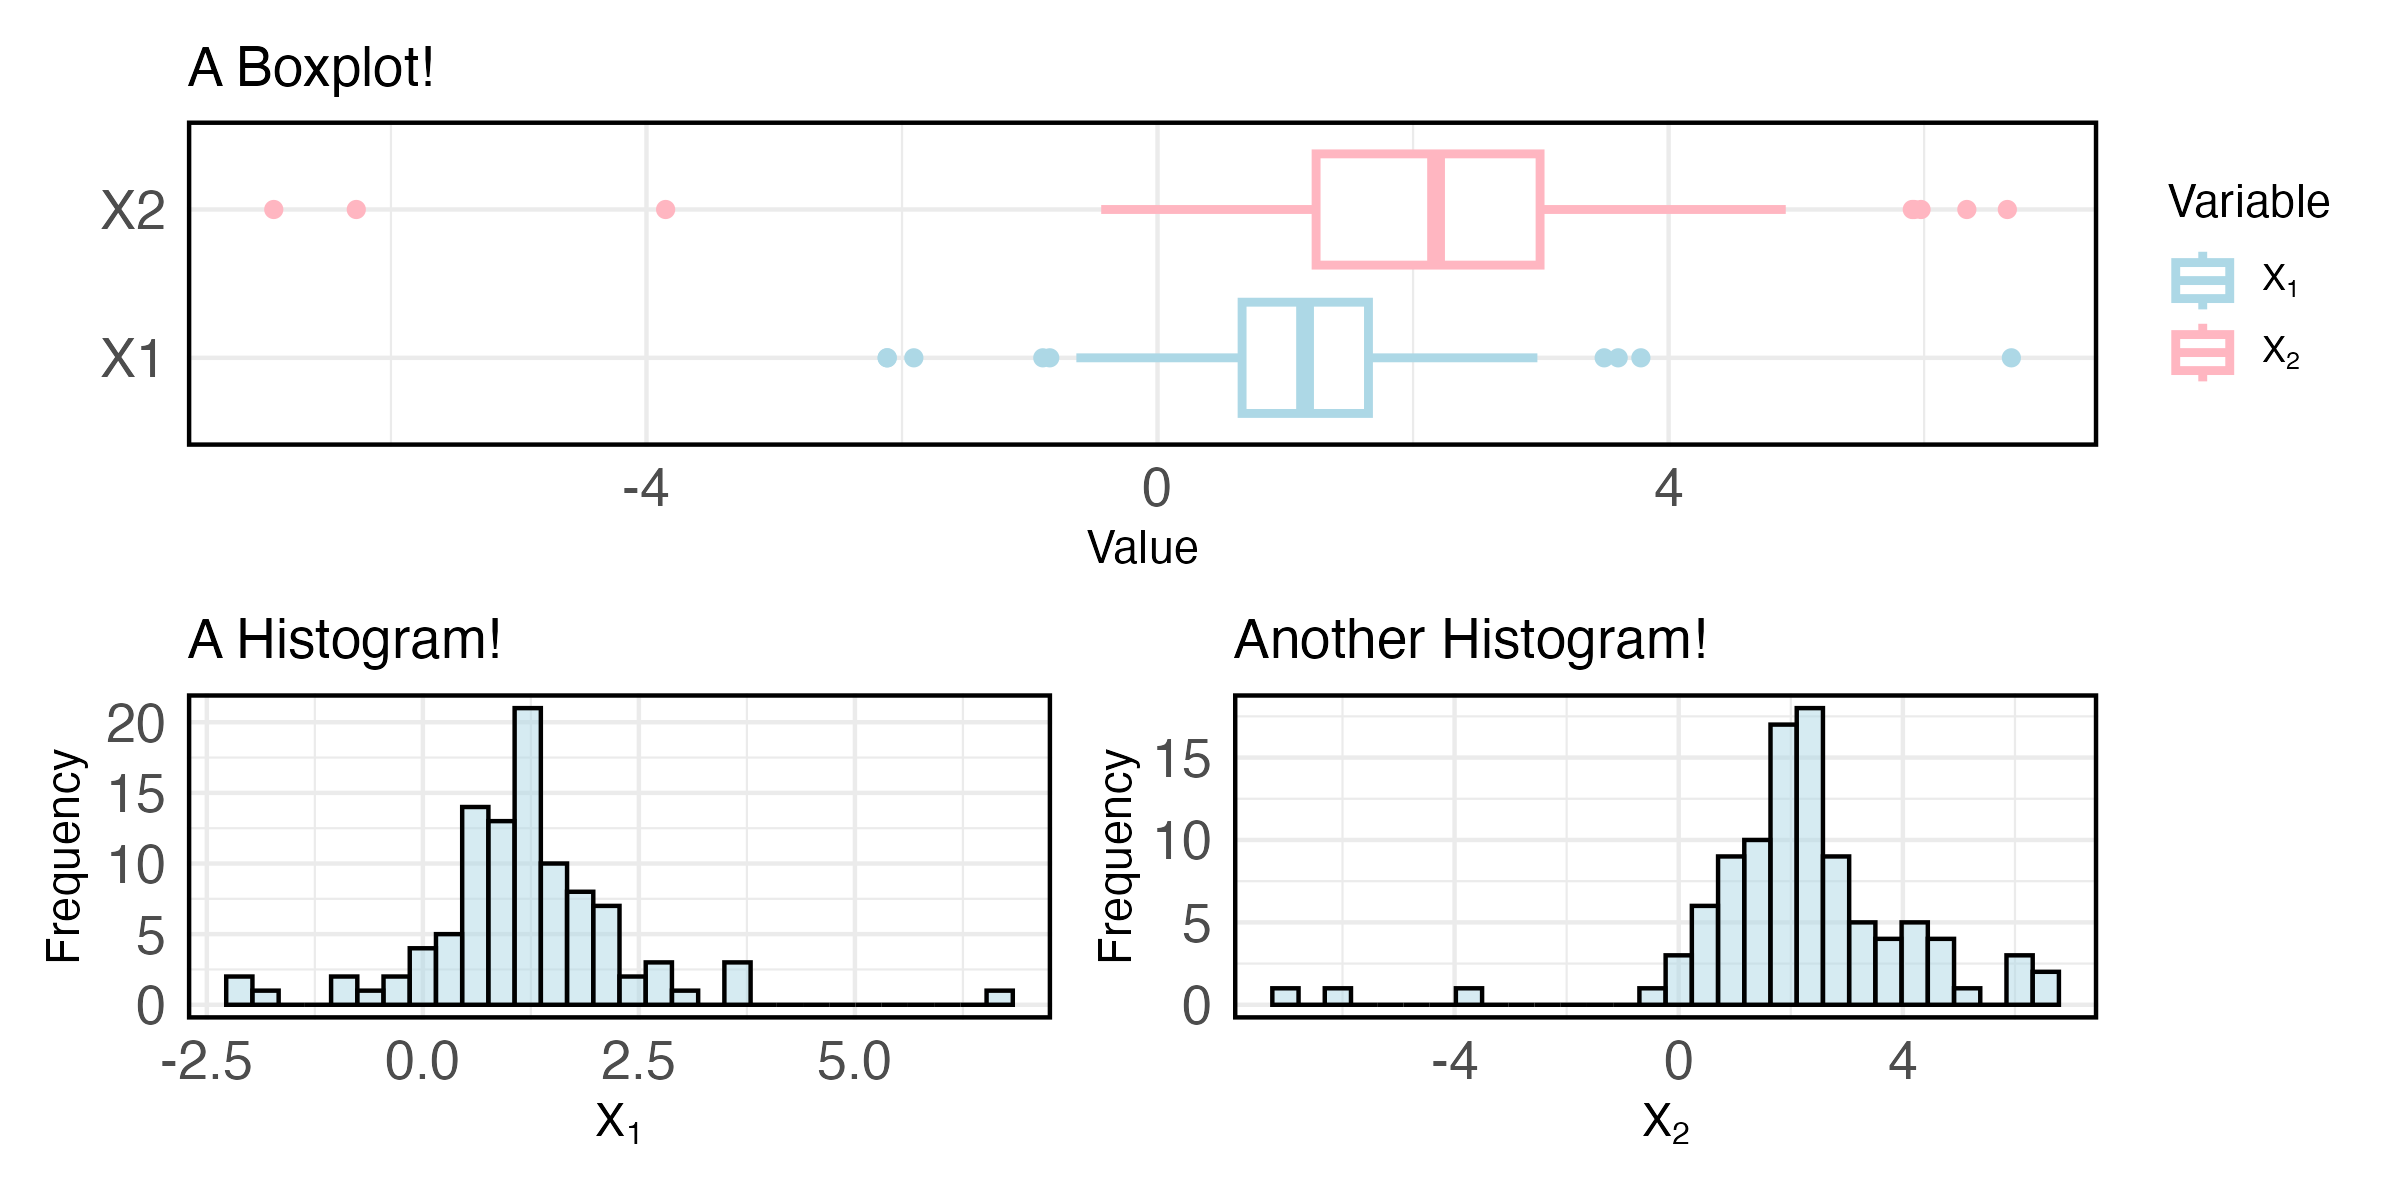 A Boxplot!
X2
X1
-4 0 4
Value
Variable
X₁
X₂
A Histogram!
Frequency
20
15
10
5
0
-2.5 0.0 2.5 5.0
X₁
Another Histogram!
Frequency
15
10
5
0
-4 0 4
X₂